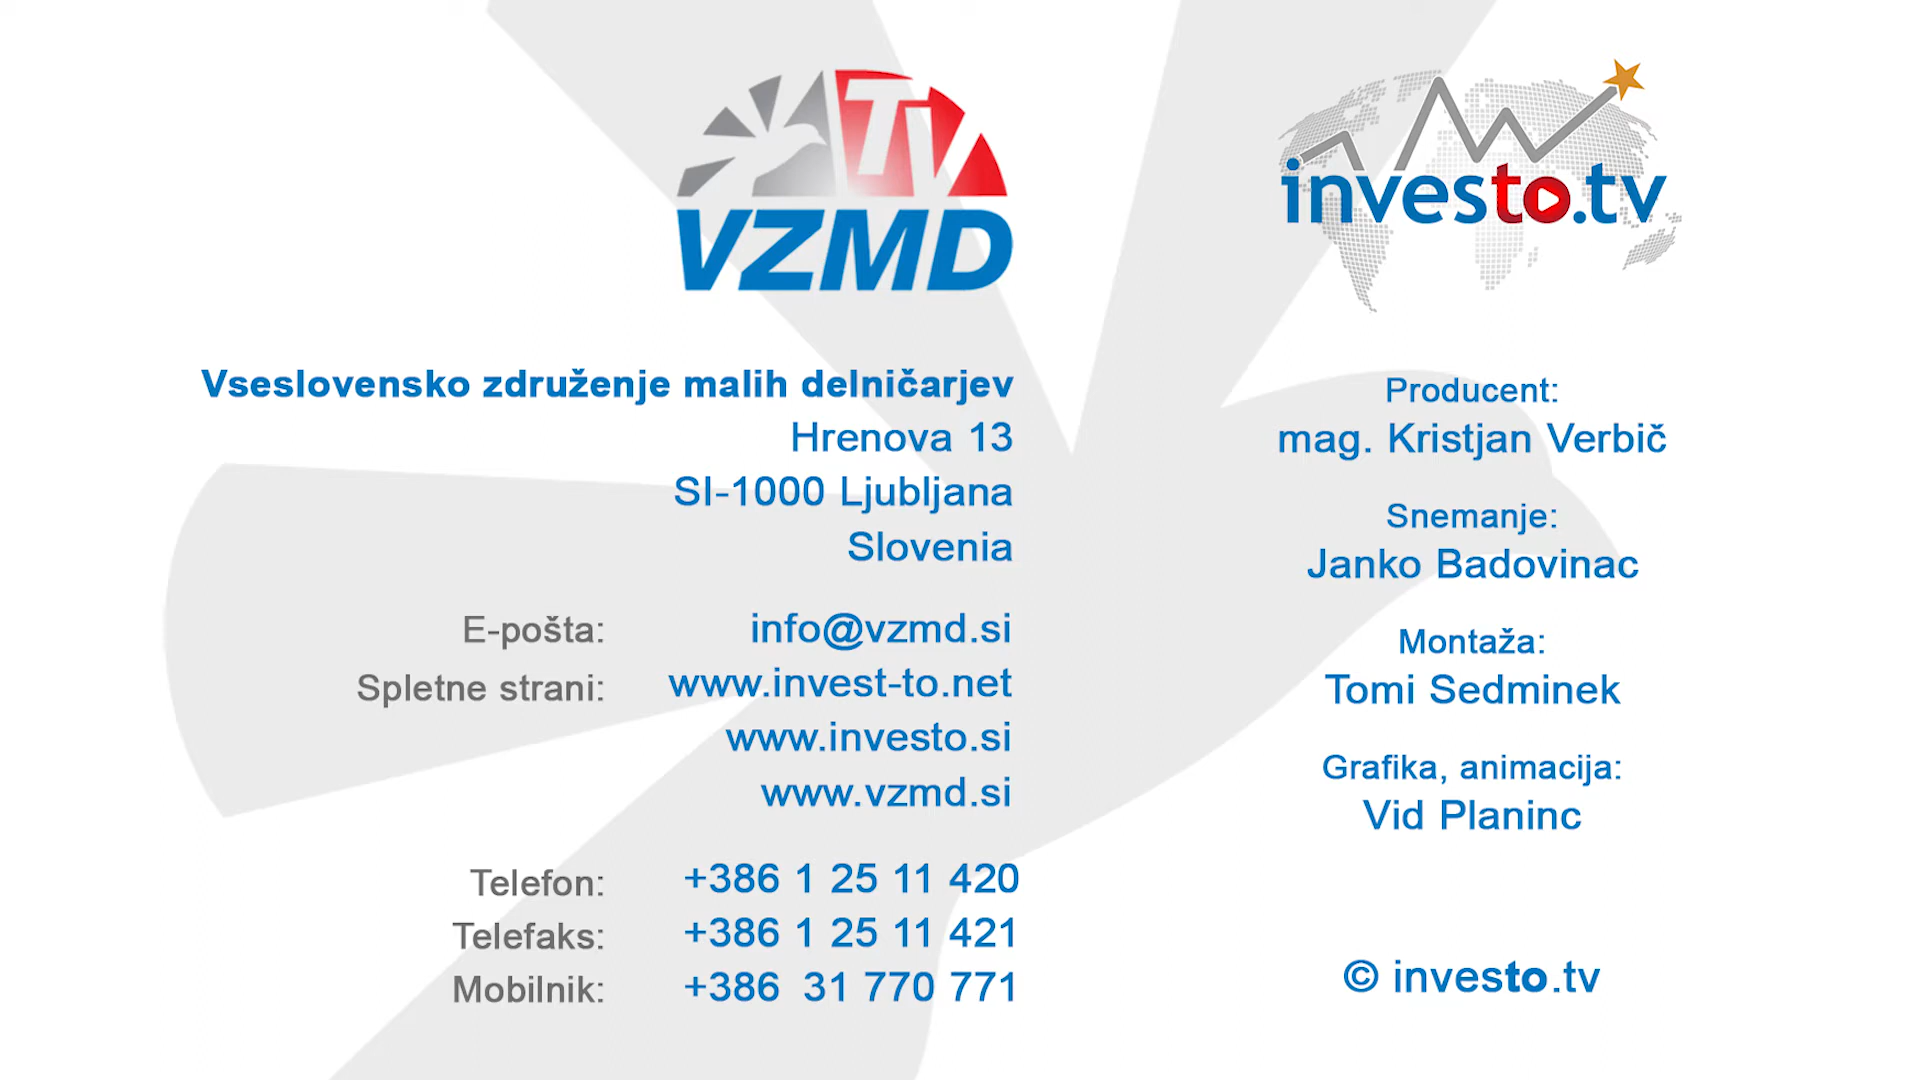 TV
VZMD
Vseslovensko združenje malih delničarjev
Hrenova 13
SI-1000 Ljubljana
Slovenia
E-pošta: info@vzmd.si
Spletne strani: www.invest-to.net
www.investo.si
www.vzmd.si
Telefon: +386 1 25 11 420
Telefaks: +386 1 25 11 421
Mobilnik: +386 31 770 771
investo.tv
Producent:
mag. Kristjan Verbič
Snemanje:
Janko Badovinac
Montaža:
Tomi Sedminek
Grafika, animacija:
Vid Planinc
© investo.tv